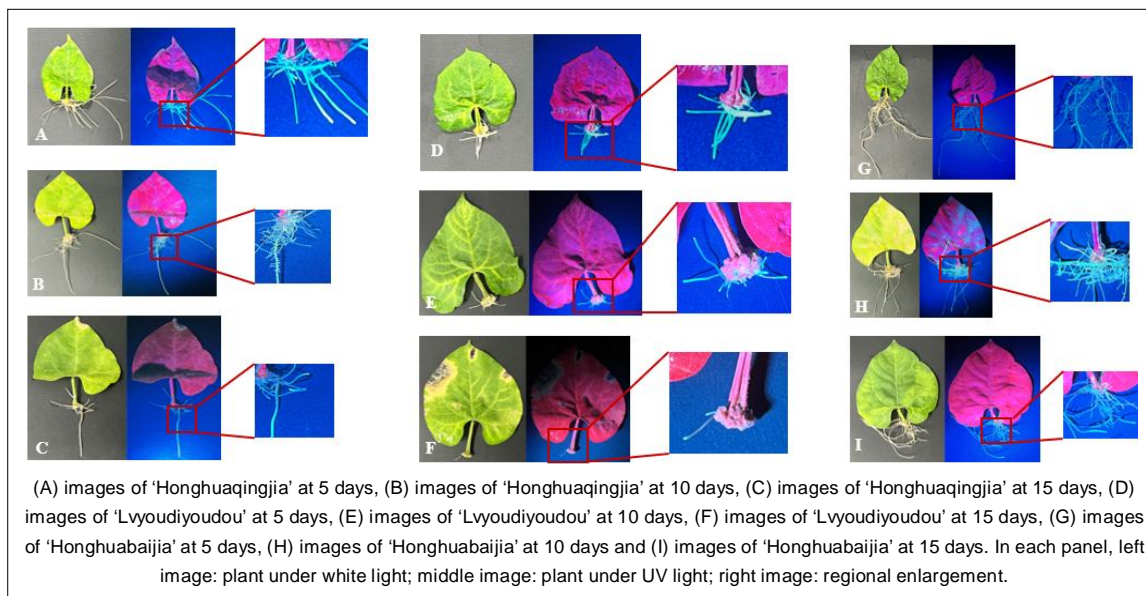 A
D
G
B
E
H
C
F
I
(A) images of ‘Honghuaqingjia’ at 5 days, (B) images of ‘Honghuaqingjia’ at 10 days, (C) images of ‘Honghuaqingjia’ at 15 days, (D)
images of ‘Lvyoudiyoudou’ at 5 days, (E) images of ‘Lvyoudiyoudou’ at 10 days, (F) images of ‘Lvyoudiyoudou’ at 15 days, (G) images
of ‘Honghuabaijia’ at 5 days, (H) images of ‘Honghuabaijia’ at 10 days and (I) images of ‘Honghuabaijia’ at 15 days. In each panel, left
image: plant under white light; middle image: plant under UV light; right image: regional enlargement.